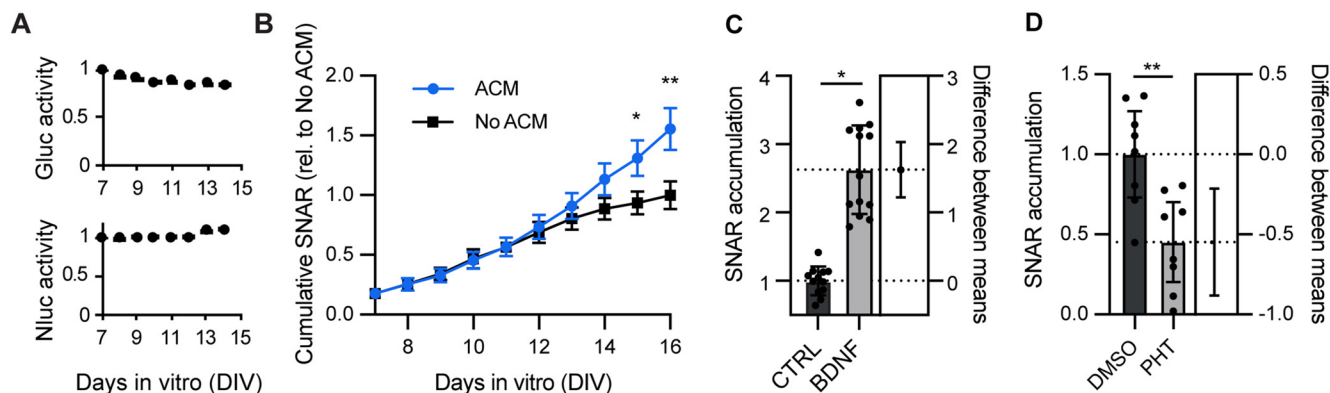 A
Gluc activity
1
0.5
0
7 9 11 13 15
Nluc activity
1
0.5
0
7 9 11 13 15
Days in vitro (DIV)
B
Cumulative SNAR (rel. to No ACM)
2.0
1.5
1.0
0.5
0.0
ACM
No ACM
*
**
8 10 12 14 16
Days in vitro (DIV)
C
SNAR accumulation
4
3
2
1
*
CTRL
BDNF
3
2
1
0
Difference between means
D
SNAR accumulation
1.5
1.0
0.5
0.0
**
DMSO
PHT
0.5
0.0
-0.5
-1.0
Difference between means